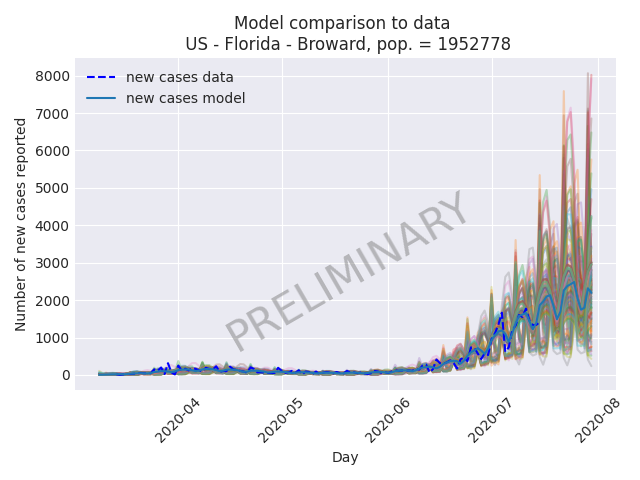 Model comparison to data
US - Florida - Broward, pop. = 1952778
new cases data
new cases model
8000
7000
6000
5000
4000
3000
2000
1000
0
Number of new cases reported
PRELIMINARY
2020-04
2020-05
2020-06
2020-07
2020-08
Day